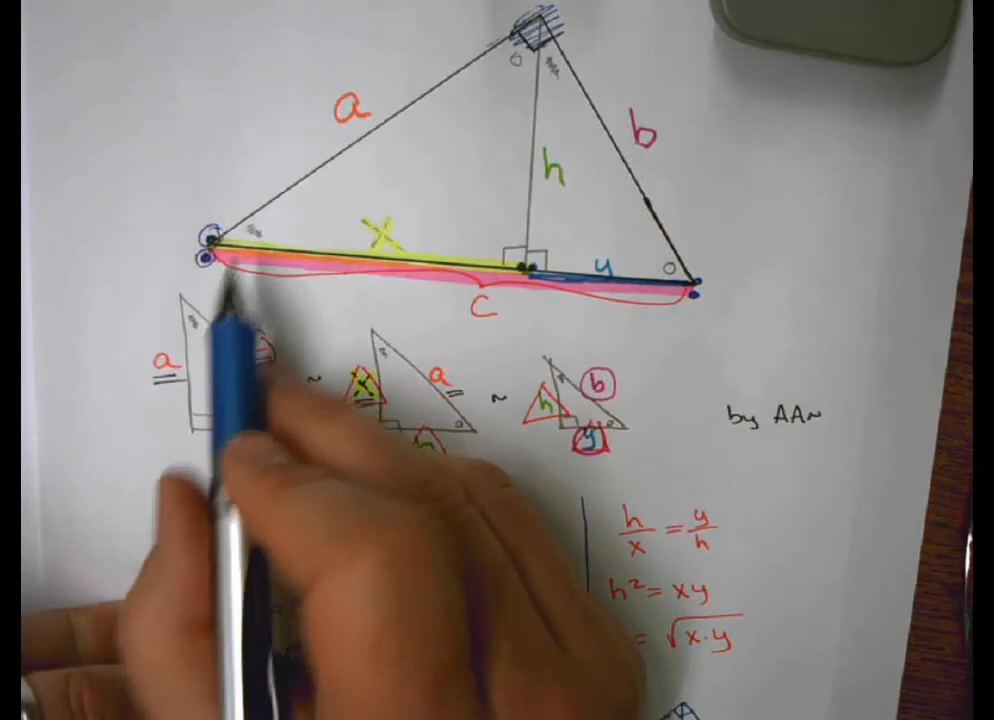 a
b
h
x
y
c
a ~ x a h ~ h b y by AA~
h/x = y/h
h² = xy
= √x·y